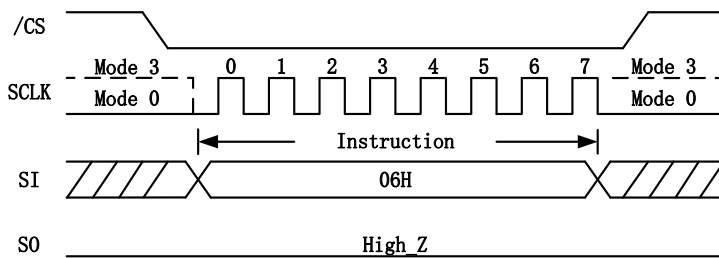 /CS
Mode 3 0 1 2 3 4 5 6 7 Mode 3
SCLK
Mode 0 Mode 0
Instruction
SI 06H
SO High_Z